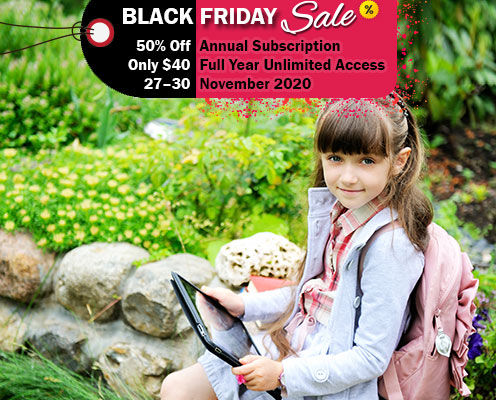 BLACK FRIDAY Sale %
50% Off Annual Subscription
Only $40 Full Year Unlimited Access
27–30 November 2020